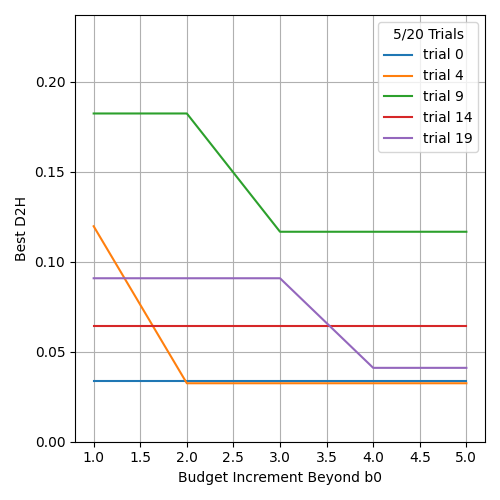 5/20 Trials
trial 0
trial 4
trial 9
trial 14
trial 19
Best D2H
0.20
0.15
0.10
0.05
0.00
1.0 1.5 2.0 2.5 3.0 3.5 4.0 4.5 5.0
Budget Increment Beyond b0